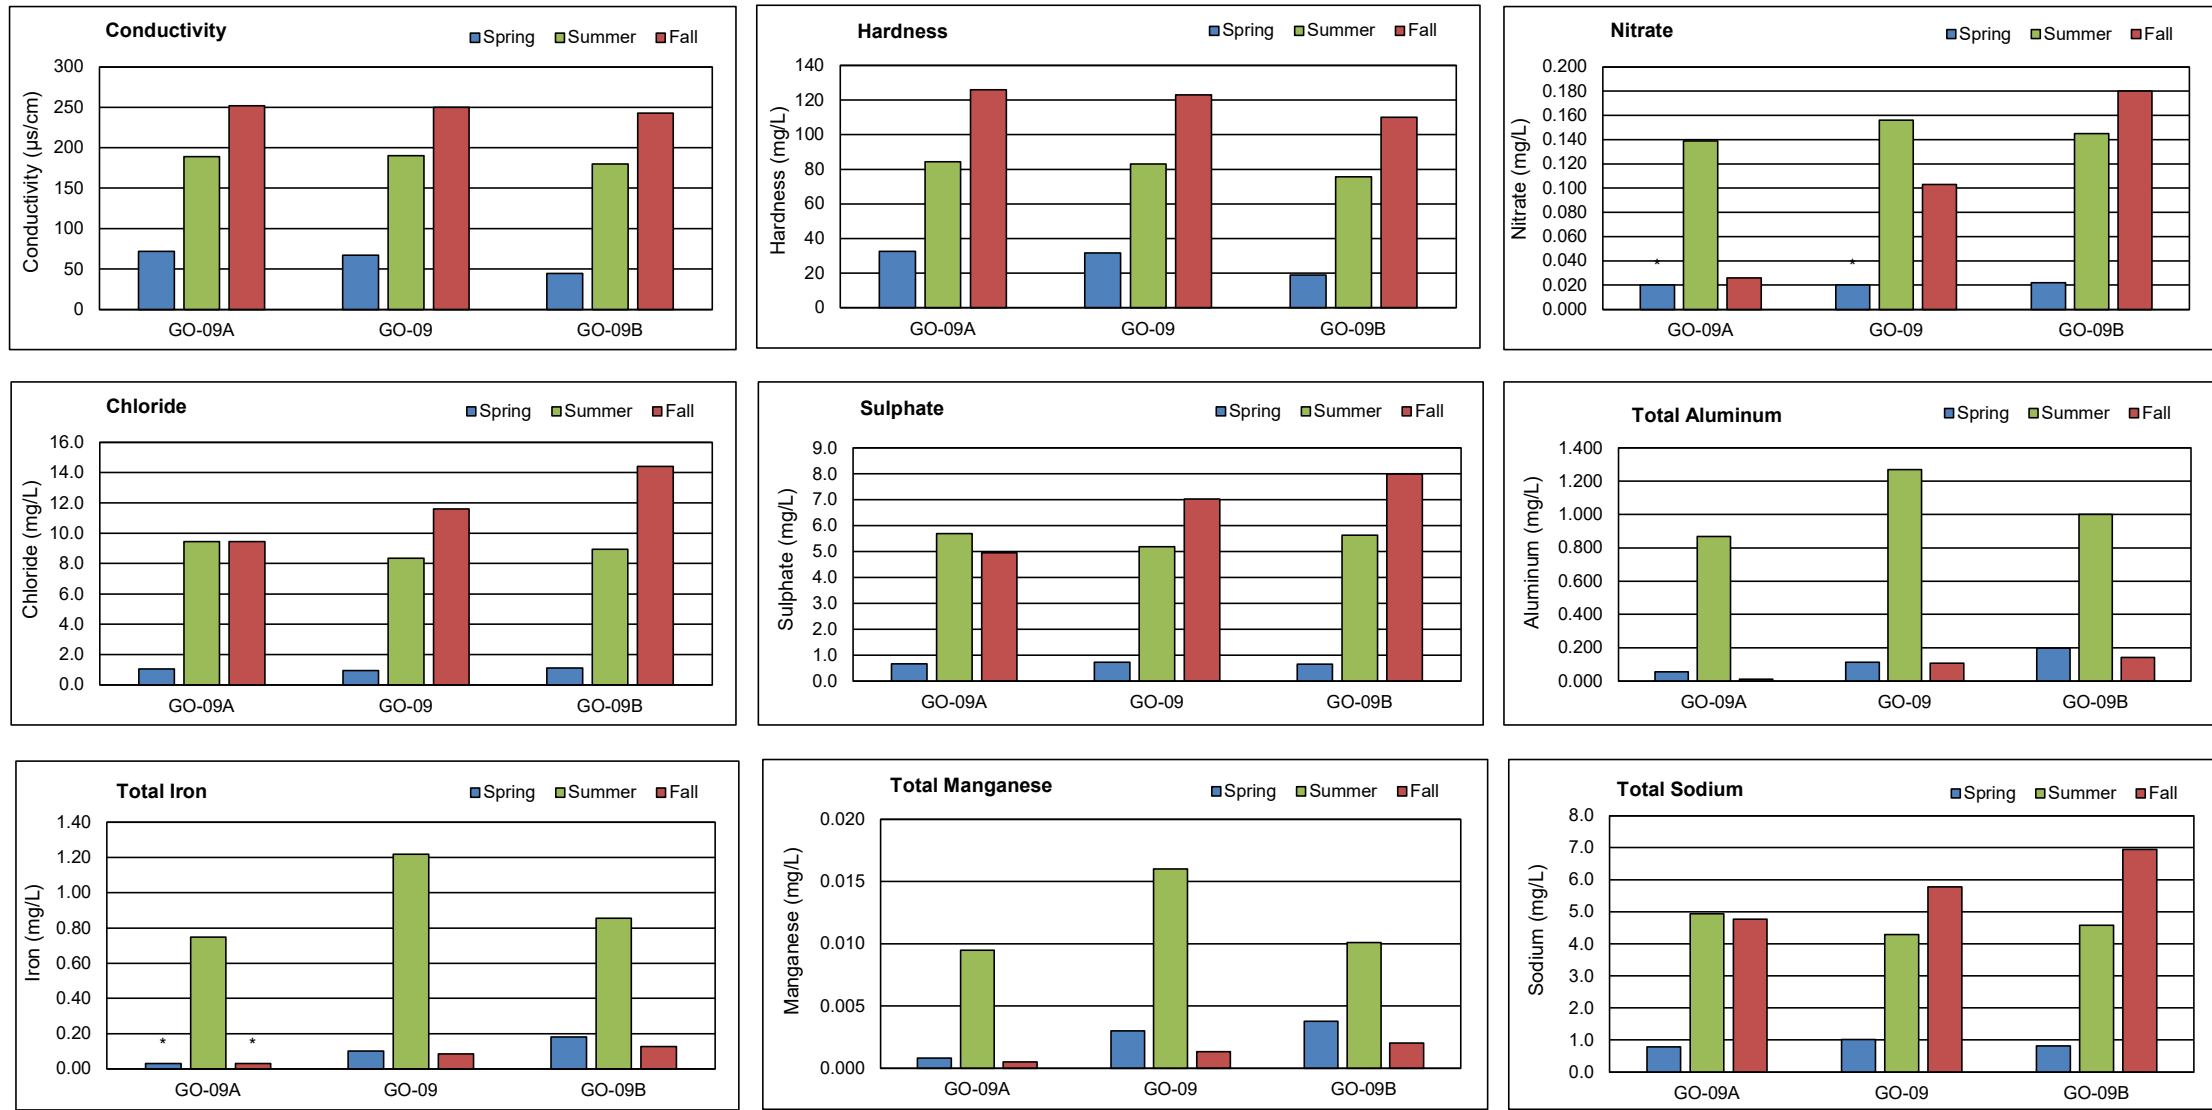 Conductivity
Spring Summer Fall
Conductivity (µs/cm)
300
250
200
150
100
50
0
GO-09A GO-09 GO-09B
Hardness
Spring Summer Fall
Hardness (mg/L)
140
120
100
80
60
40
20
0
GO-09A GO-09 GO-09B
Nitrate
Spring Summer Fall
Nitrate (mg/L)
0.200
0.180
0.160
0.140
0.120
0.100
0.080
0.060
0.040
0.020
0.000
* *
GO-09A GO-09 GO-09B
Chloride
Spring Summer Fall
Chloride (mg/L)
16.0
14.0
12.0
10.0
8.0
6.0
4.0
2.0
0.0
GO-09A GO-09 GO-09B
Sulphate
Spring Summer Fall
Sulphate (mg/L)
9.0
8.0
7.0
6.0
5.0
4.0
3.0
2.0
1.0
0.0
GO-09A GO-09 GO-09B
Total Aluminum
Spring Summer Fall
Aluminum (mg/L)
1.400
1.200
1.000
0.800
0.600
0.400
0.200
0.000
GO-09A GO-09 GO-09B
Total Iron
Spring Summer Fall
Iron (mg/L)
1.40
1.20
1.00
0.80
0.60
0.40
0.20
0.00
* *
GO-09A GO-09 GO-09B
Total Manganese
Spring Summer Fall
Manganese (mg/L)
0.020
0.015
0.010
0.005
0.000
GO-09A GO-09 GO-09B
Total Sodium
Spring Summer Fall
Sodium (mg/L)
8.0
7.0
6.0
5.0
4.0
3.0
2.0
1.0
0.0
GO-09A GO-09 GO-09B